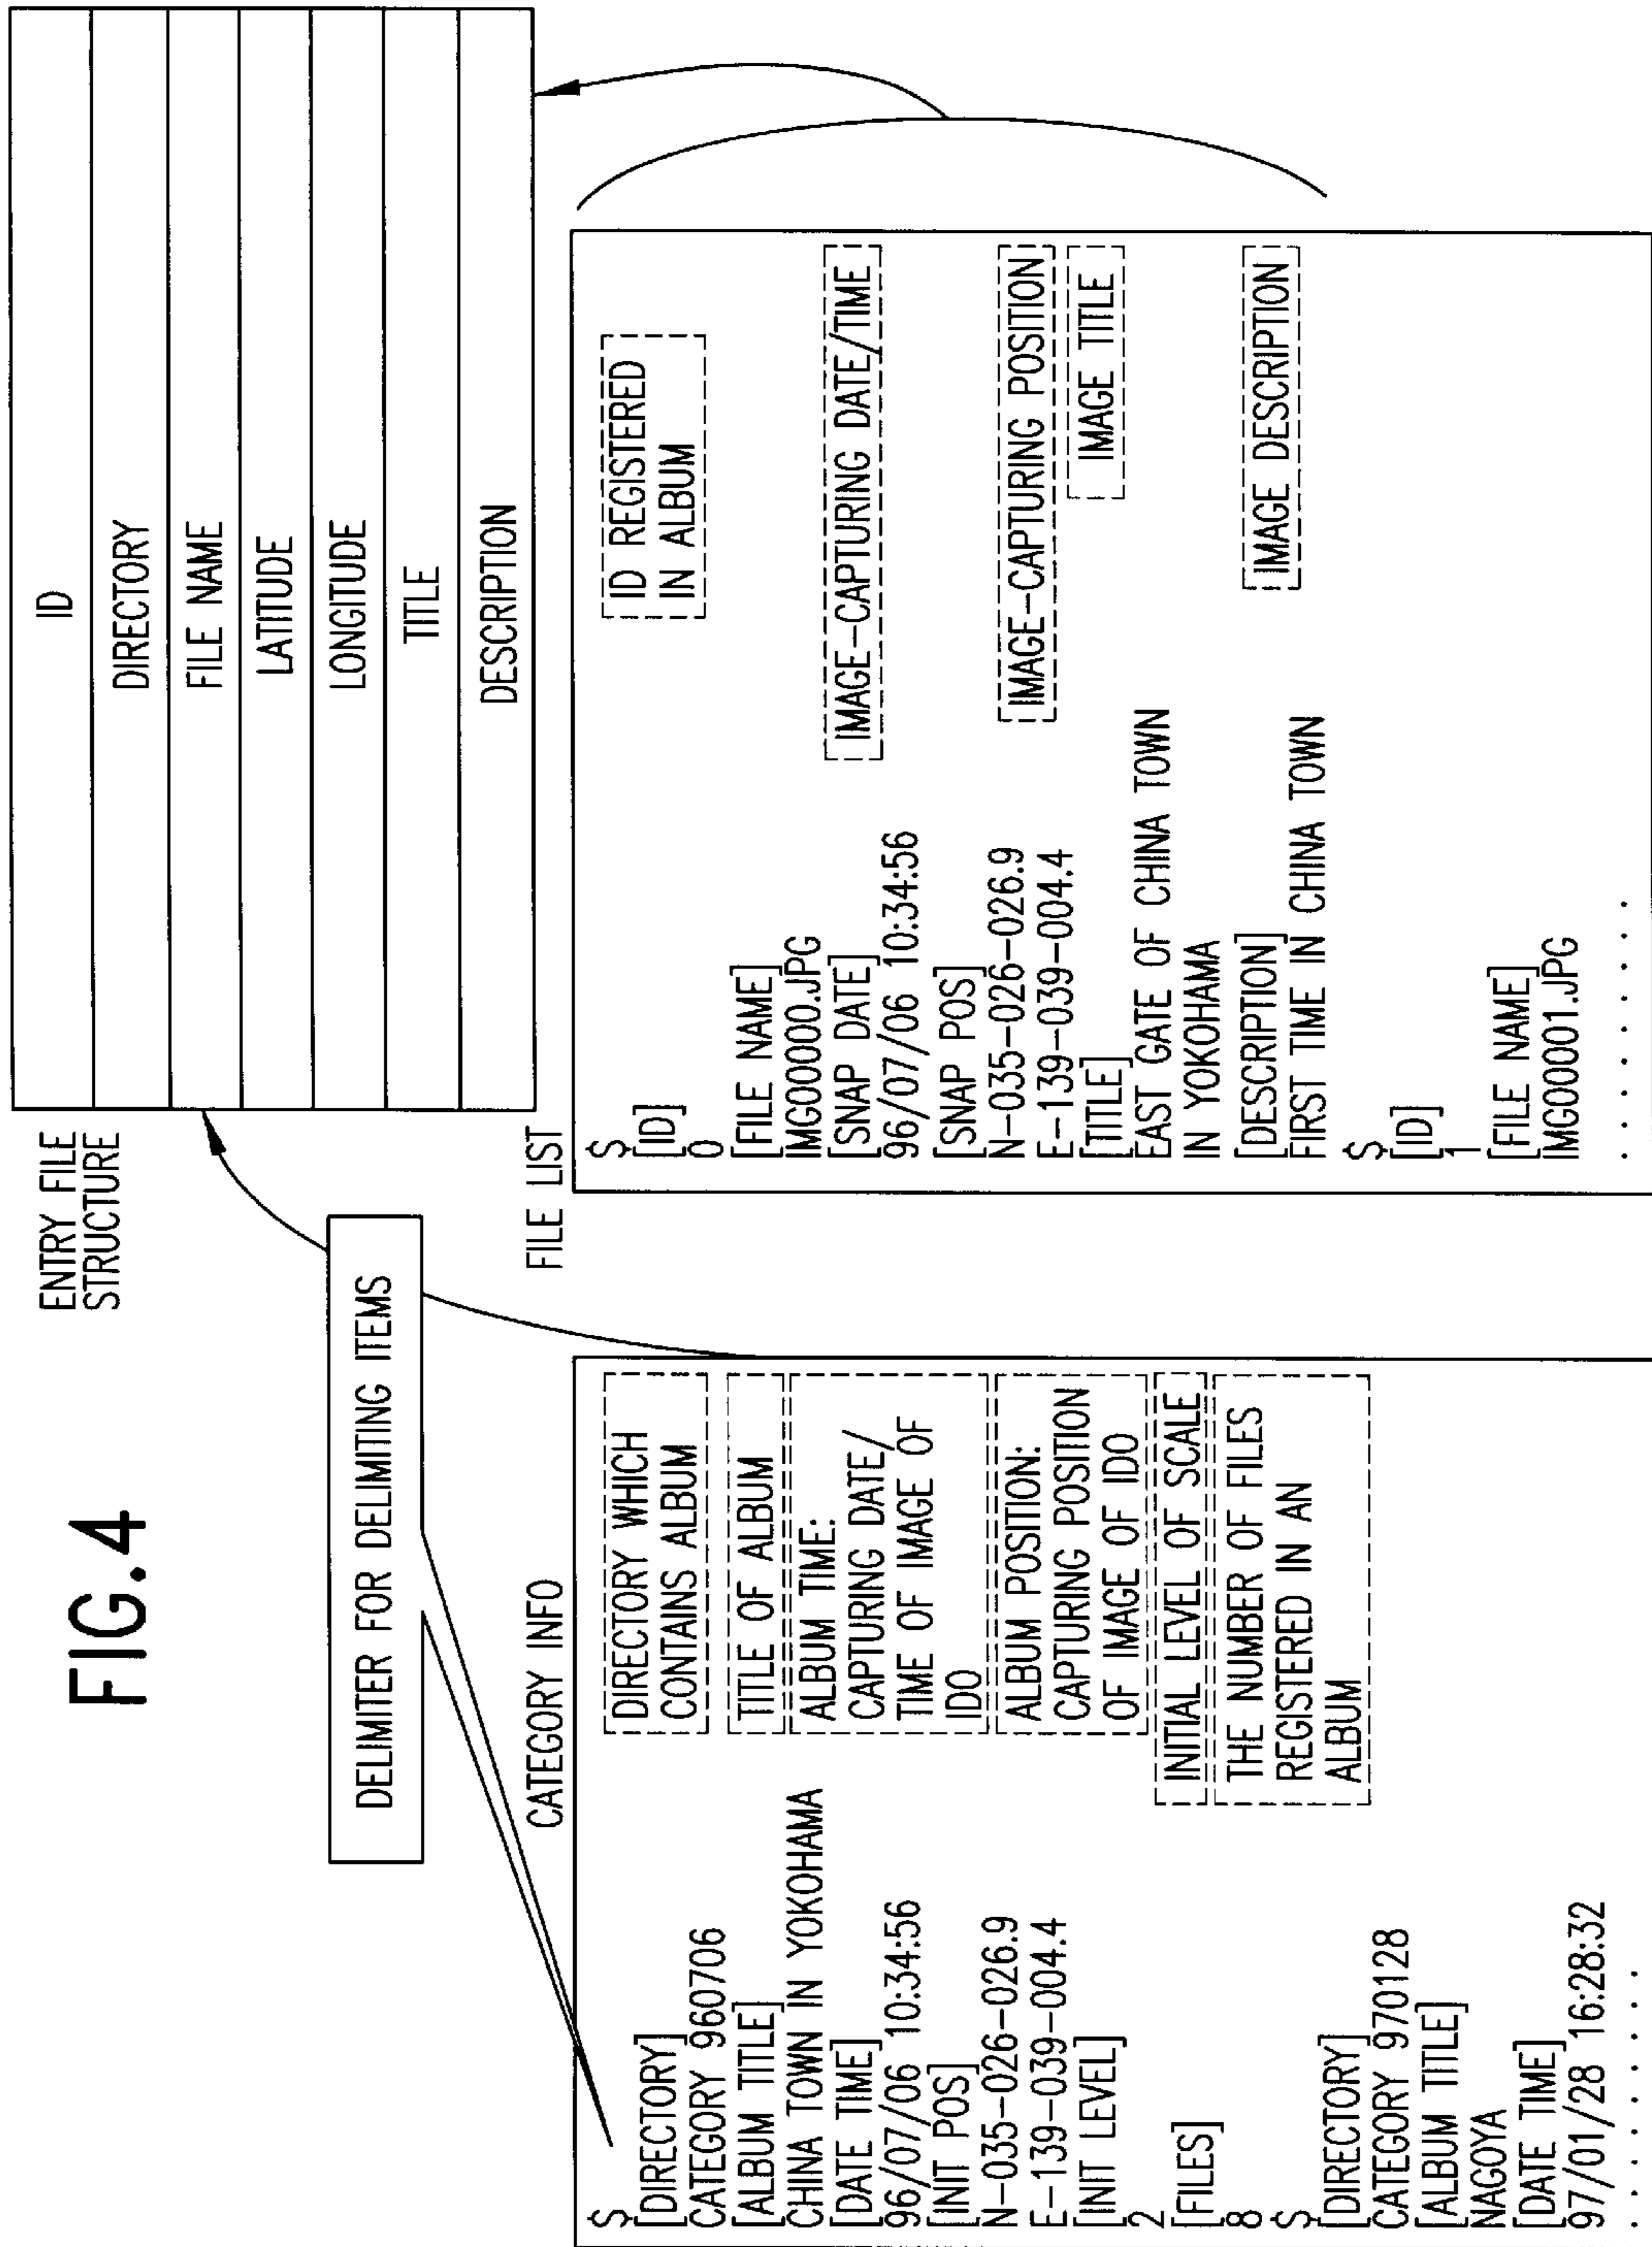 FIG.4
ENTRY FILE
STRUCTURE
ID
DIRECTORY
FILE NAME
LATITUDE
LONGITUDE
TITLE
DESCRIPTION
DELIMITER FOR DELIMITING ITEMS
CATEGORY INFO
$
[DIRECTORY]
CATEGORY 960706
[ALBUM TITLE]
CHINA TOWN IN YOKOHAMA
[DATE TIME]
96/07/06 10:34:56
[INIT POS]
N-035-026-026.9
E-139-039-004.4
[INIT LEVEL]
2
[FILES]
8
$
[DIRECTORY]
CATEGORY 970128
[ALBUM TITLE]
NAGOYA
[DATE TIME]
97/01/28 16:28:32
. . . . . . . .
DIRECTORY WHICH
CONTAINS ALBUM
TITLE OF ALBUM
ALBUM TIME:
CAPTURING DATE/
TIME OF IMAGE OF
IDO
ALBUM POSITION:
CAPTURING POSITION
OF IMAGE OF IDO
INITIAL LEVEL OF SCALE
THE NUMBER OF FILES
REGISTERED IN AN
ALBUM
FILE LIST
$
[ID]
0
[FILE NAME]
IMG00000.JPG
[SNAP DATE]
96/07/06 10:34:56
[SNAP POS]
N-035-026-026.9
E-139-039-004.4
[TITLE]
EAST GATE OF CHINA TOWN
IN YOKOHAMA
[DESCRIPTION]
FIRST TIME IN CHINA TOWN
$
[ID]
1
[FILE NAME]
IMG00001.JPG
. . . . . . . .
ID REGISTERED
IN ALBUM
IMAGE-CAPTURING DATE/TIME
IMAGE-CAPTURING POSITION
IMAGE TITLE
IMAGE DESCRIPTION